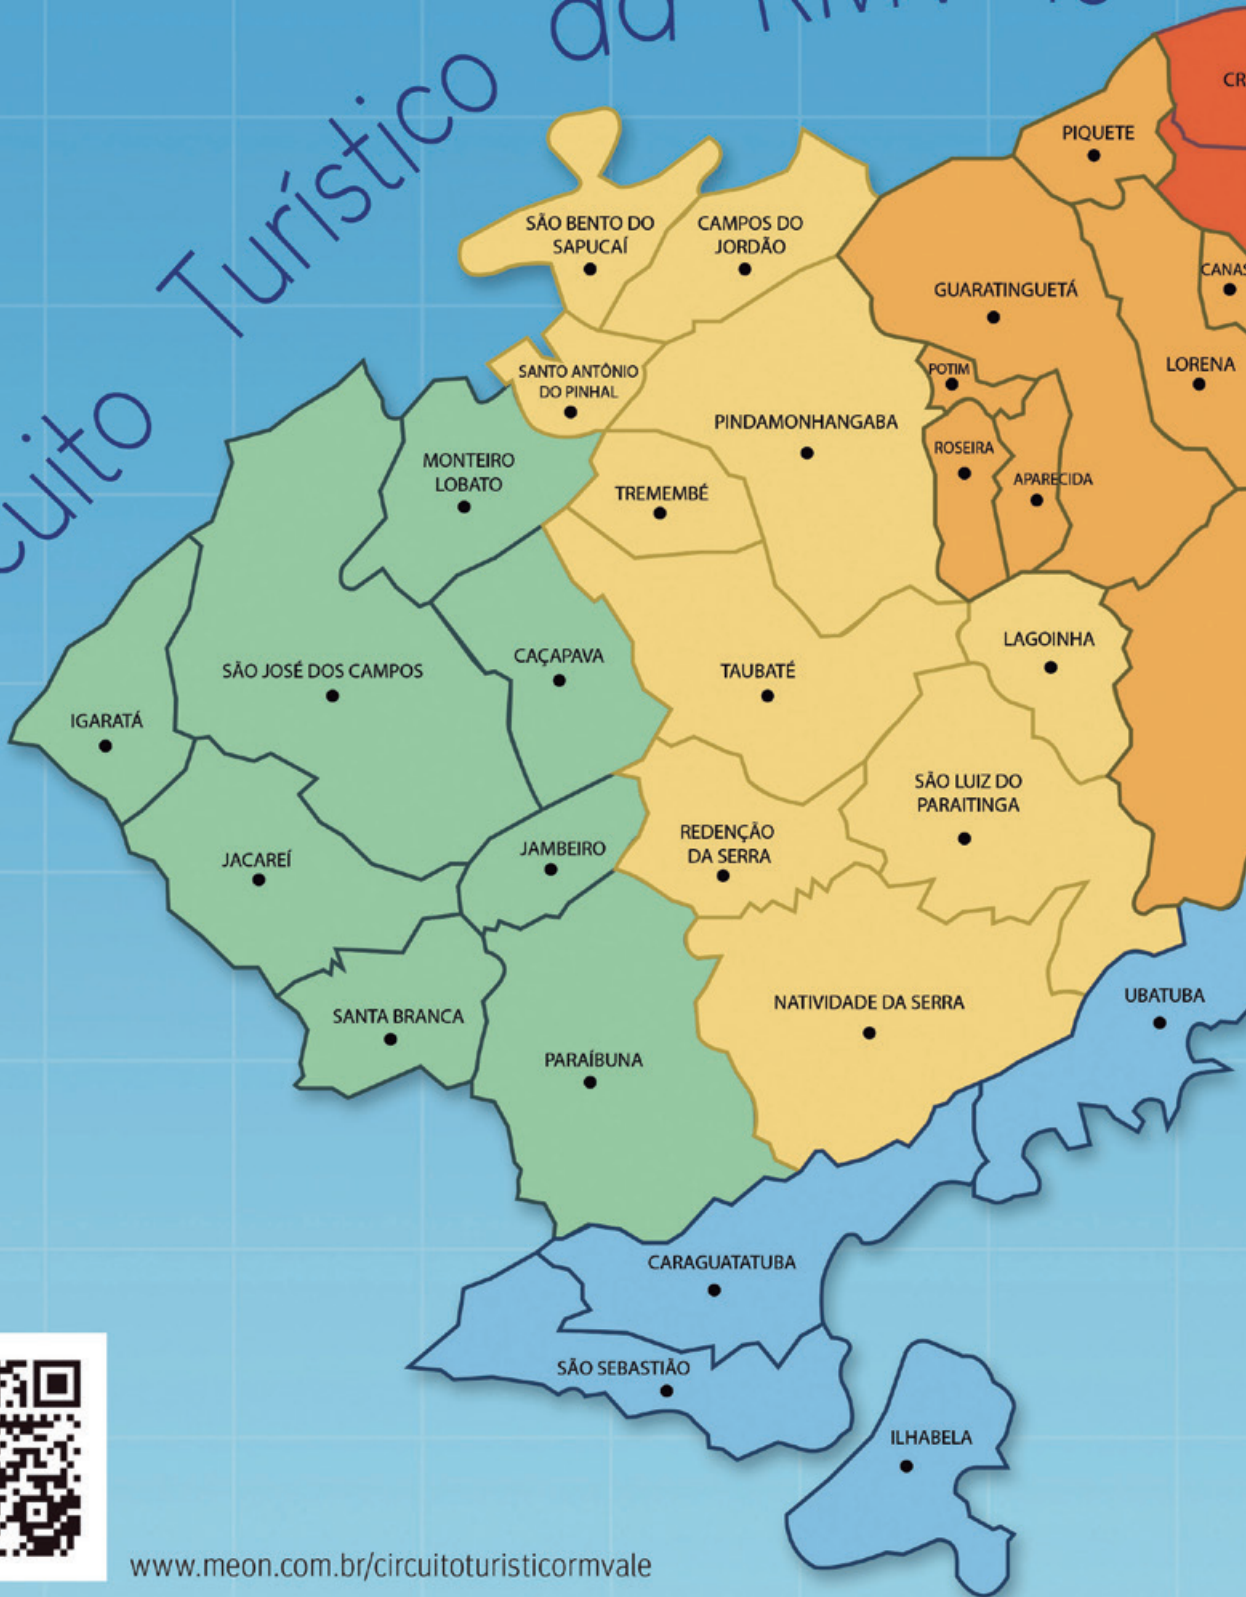 Turístico da
PIQUETE
SÃO BENTO DO
SAPUCAÍ
CAMPOS DO
JORDÃO
GUARATINGUETÁ
SANTO ANTÔNIO
DO PINHAL
POTIM
LORENA
PINDAMONHANGABA
ROSEIRA
MONTEIRO
LOBATO
TREMEMBÉ
APARECIDA
LAGOINHA
SÃO JOSÉ DOS CAMPOS
CAÇAPAVA
TAUBATÉ
IGARATÁ
SÃO LUIZ DO
PARAITINGA
JACAREÍ
JAMBEIRO
REDENÇÃO
DA SERRA
SANTA BRANCA
NATIVIDADE DA SERRA
UBATUBA
PARAÍBUNA
CARAGUATATUBA
SÃO SEBASTIÃO
ILHABELA
www.meon.com.br/circuitoturisticormvale